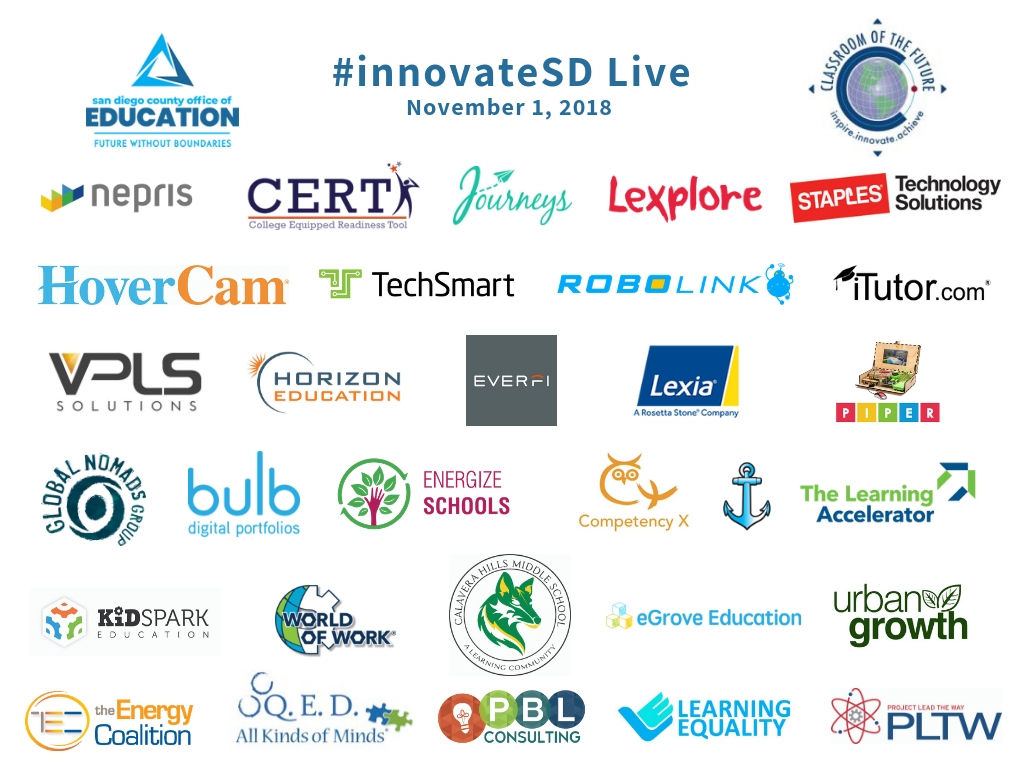 san diego county office of
EDUCATION
FUTURE WITHOUT BOUNDARIES
#innovateSD Live
November 1, 2018
CLASSROOM OF THE FUTURE
inspire.innovate.achieve
nepris
CERT
College Equipped Readiness Tool
Journeys
Lexplore
STAPLES
Technology
Solutions
HoverCam®
TechSmart
ROBOLINK
iTutor.com®
VPLS
SOLUTIONS
HORIZON
EDUCATION
EVERFI
Lexia®
A Rosetta Stone® Company
PIPER
GLOBAL NOMADS GROUP
bulb
digital portfolios
ENERGIZE
SCHOOLS
Competency X
The Learning
Accelerator
KiDSPARK
EDUCATION
WORLD
OF WORK®
CALAVERA HILLS MIDDLE SCHOOL
A LEARNING COMMUNITY
eGrove Education
urban
growth
TEC
the Energy
Coalition
Q.E.D.
All Kinds of Minds®
PBL
CONSULTING
LEARNING
EQUALITY
PROJECT LEAD THE WAY
PLTW